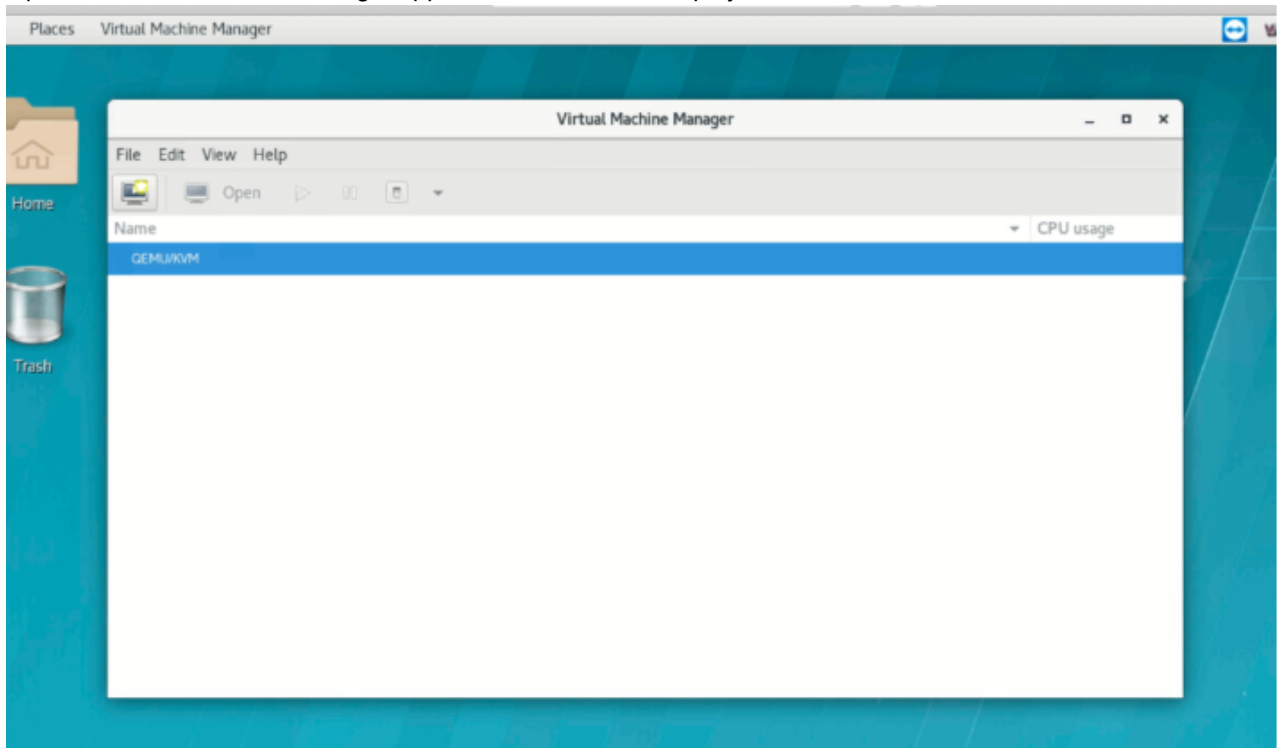 Places Virtual Machine Manager
Virtual Machine Manager
File Edit View Help
Open
Name CPU usage
QEMU/KVM
Home
Trash